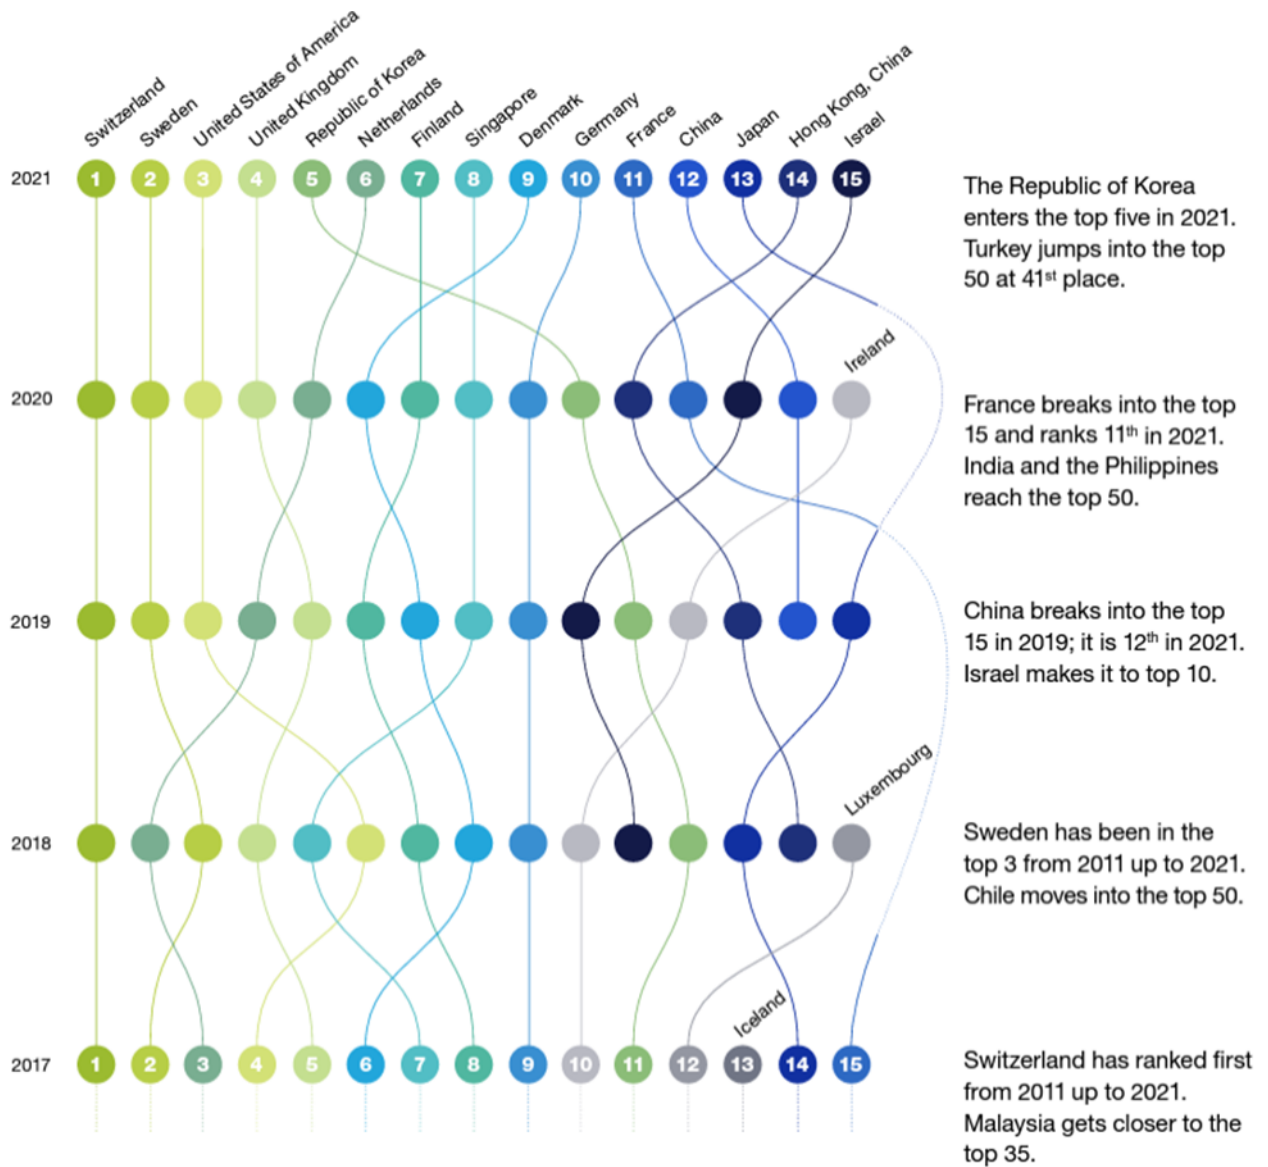 Switzerland
Sweden
United States of America
United Kingdom
Republic of Korea
Netherlands
Finland
Singapore
Denmark
Germany
France
China
Japan
Hong Kong, China
Israel
2021 1 2 3 4 5 6 7 8 9 10 11 12 13 14 15
The Republic of Korea
enters the top five in 2021.
Turkey jumps into the top
50 at 41st place.
Ireland
2020
France breaks into the top
15 and ranks 11th in 2021.
India and the Philippines
reach the top 50.
2019
China breaks into the top
15 in 2019; it is 12th in 2021.
Israel makes it to top 10.
Luxembourg
2018
Sweden has been in the
top 3 from 2011 up to 2021.
Chile moves into the top 50.
Iceland
2017 1 2 3 4 5 6 7 8 9 10 11 12 13 14 15
Switzerland has ranked first
from 2011 up to 2021.
Malaysia gets closer to the
top 35.